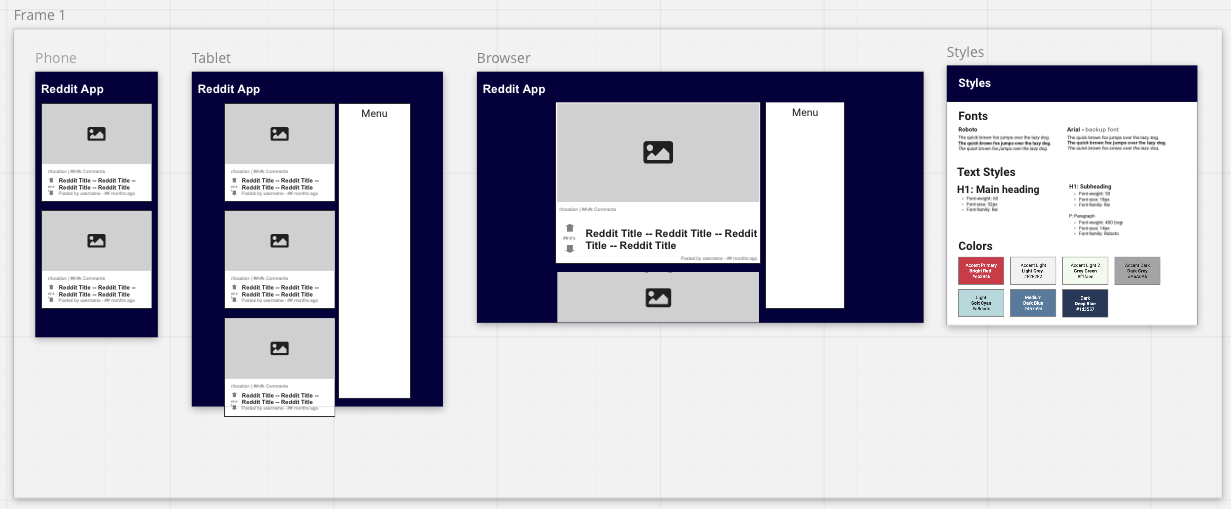 Frame 1
Phone
Reddit App
r/location | ##.#k Comments
Reddit Title -- Reddit Title --
Reddit Title -- Reddit Title
Posted by username - ## months ago
r/location | ##.#k Comments
Reddit Title -- Reddit Title --
Reddit Title -- Reddit Title
Posted by username - ## months ago
Tablet
Reddit App
Menu
r/location | ##.#k Comments
Reddit Title -- Reddit Title --
Reddit Title -- Reddit Title
Posted by username - ## months ago
r/location | ##.#k Comments
Reddit Title -- Reddit Title --
Reddit Title -- Reddit Title
Posted by username - ## months ago
r/location | ##.#k Comments
Reddit Title -- Reddit Title --
Reddit Title -- Reddit Title
Posted by username - ## months ago
Browser
Reddit App
Menu
r/location | ##.#k Comments
Reddit Title -- Reddit Title -- Reddit
Title -- Reddit Title
Posted by username - ## months ago
Styles
Styles
Fonts
Roboto
The quick brown fox jumps over the lazy dog.
The quick brown fox jumps over the lazy dog.
The quick brown fox jumps over the lazy dog.
Arial - backup font
The quick brown fox jumps over the lazy dog.
The quick brown fox jumps over the lazy dog.
The quick brown fox jumps over the lazy dog.
Text Styles
H1: Main heading
Font-weight:
Font-size: 32px
Font-family:
H1: Subheading
Font-weight:
Font-size:
Font-family:
P: Paragraph
Font-weight: 400
Font-size: 14px
Font-family: Roboto
Colors
Accent Primary
Bright Red
Accent Light
Light Grey
#F2F2F2
Accent Light 2
Grey Green
Accent Dark
Dark Grey
Light
Soft Cyan
Medium
Dark Blue
Dark
Deep Blue
#1d3557